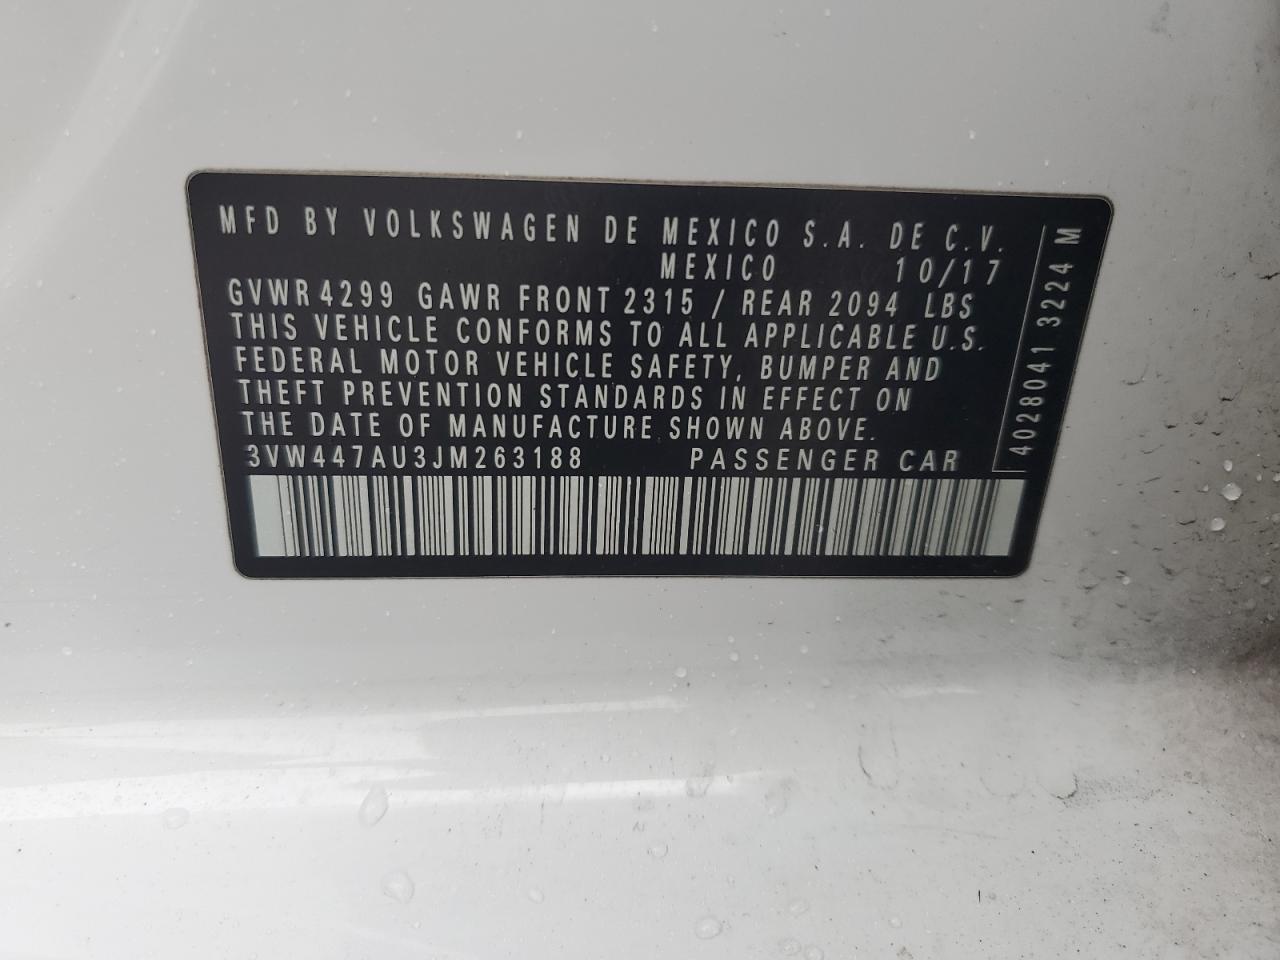 MFD BY VOLKSWAGEN DE MEXICO S.A. DE C.V.
MEXICO 10/17
GVWR 4299 GAWR FRONT 2315 / REAR 2094 LBS
THIS VEHICLE CONFORMS TO ALL APPLICABLE U.S.
FEDERAL MOTOR VEHICLE SAFETY, BUMPER AND
THEFT PREVENTION STANDARDS IN EFFECT ON
THE DATE OF MANUFACTURE SHOWN ABOVE.
3VW447AU3JM263188 PASSENGER CAR
4028041 3224 M